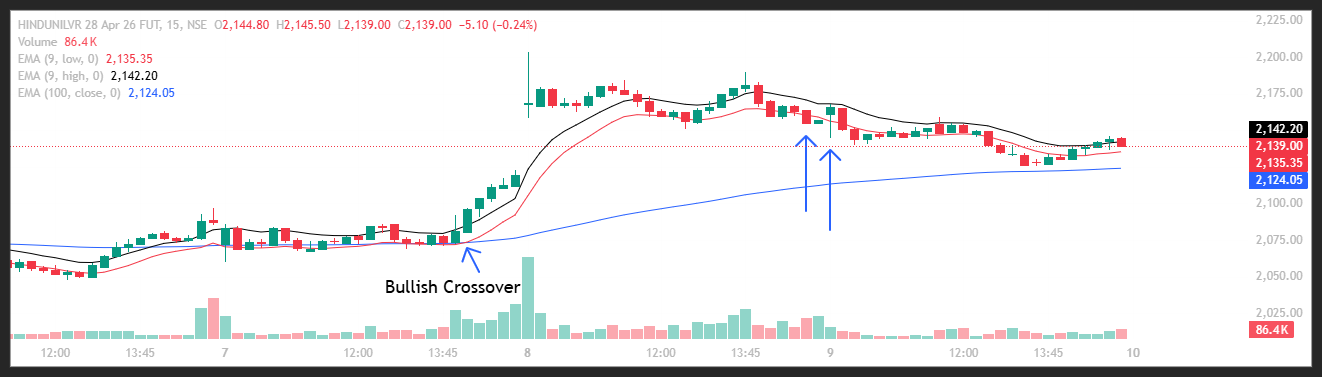 HINDUNILVR 28 Apr 26 FUT, 15, NSE O2,144.80 H2,145.50 L2,139.00 C2,139.00 −5.10 (−0.24%)
Volume 86.4K
EMA (9, low, 0) 2,135.35
EMA (9, high, 0) 2,142.20
EMA (100, close, 0) 2,124.05
2,225.00
2,200.00
2,175.00
2,142.20
2,139.00
2,135.35
2,124.05
2,100.00
2,075.00
2,050.00
2,025.00
86.4K
Bullish Crossover
12:00 13:45 7 12:00 13:45 8 12:00 13:45 9 12:00 13:45 10